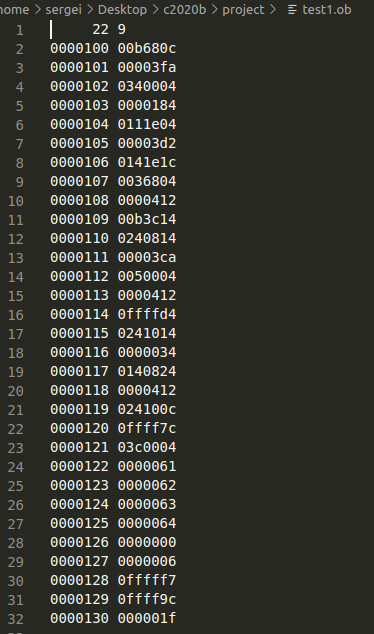 home > sergei > Desktop > c2020b > project > test1.ob
1 22 9
2 0000100 00b680c
3 0000101 00003fa
4 0000102 0340004
5 0000103 0000184
6 0000104 0111e04
7 0000105 00003d2
8 0000106 0141e1c
9 0000107 0036804
10 0000108 0000412
11 0000109 00b3c14
12 0000110 0240814
13 0000111 00003ca
14 0000112 0050004
15 0000113 0000412
16 0000114 0ffffd4
17 0000115 0241014
18 0000116 0000034
19 0000117 0140824
20 0000118 0000412
21 0000119 024100c
22 0000120 0ffff7c
23 0000121 03c0004
24 0000122 0000061
25 0000123 0000062
26 0000124 0000063
27 0000125 0000064
28 0000126 0000000
29 0000127 0000006
30 0000128 0fffff7
31 0000129 0ffff9c
32 0000130 000001f